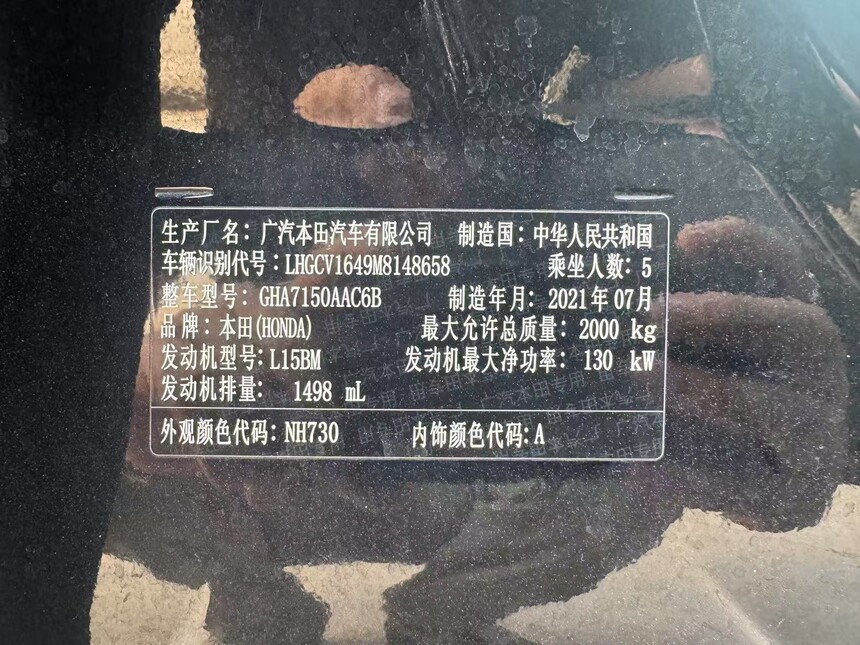 生产厂名：广汽本田汽车有限公司 制造国：中华人民共和国
车辆识别代号：LHGCV1649M8148658 乘坐人数：5
整车型号：GHA7150AAC6B 制造年月：2021年07月
品牌：本田(HONDA) 最大允许总质量：2000 kg
发动机型号：L15BM 发动机最大净功率：130 kW
发动机排量：1498 mL
外观颜色代码：NH730 内饰颜色代码：A